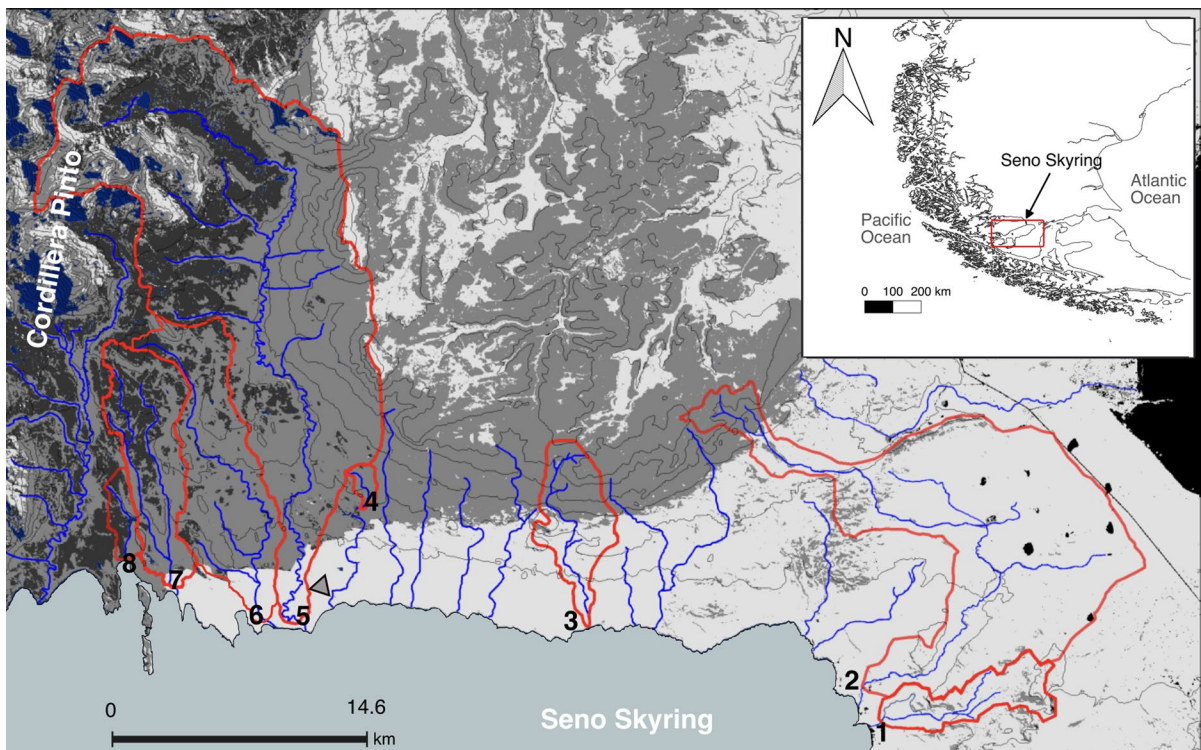 N
Seno Skyring
Atlantic
Ocean
Pacific
Ocean
0 100 200 km
Cordillera Pinto
4
8
7
6
5
3
2
1
0 14.6
km
Seno Skyring